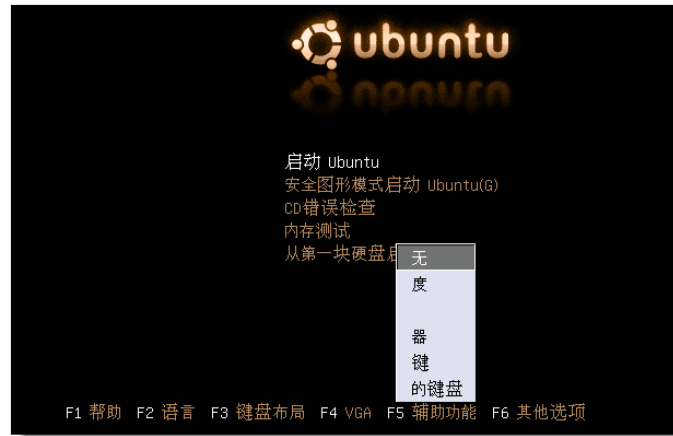 ubuntu
启动 Ubuntu
安全图形模式启动 Ubuntu(G)
CD错误检查
内存测试
从第一块硬盘启
无
度
器
键
的键盘
F1 帮助 F2 语言 F3 键盘布局 F4 VGA F5 辅助功能 F6 其他选项